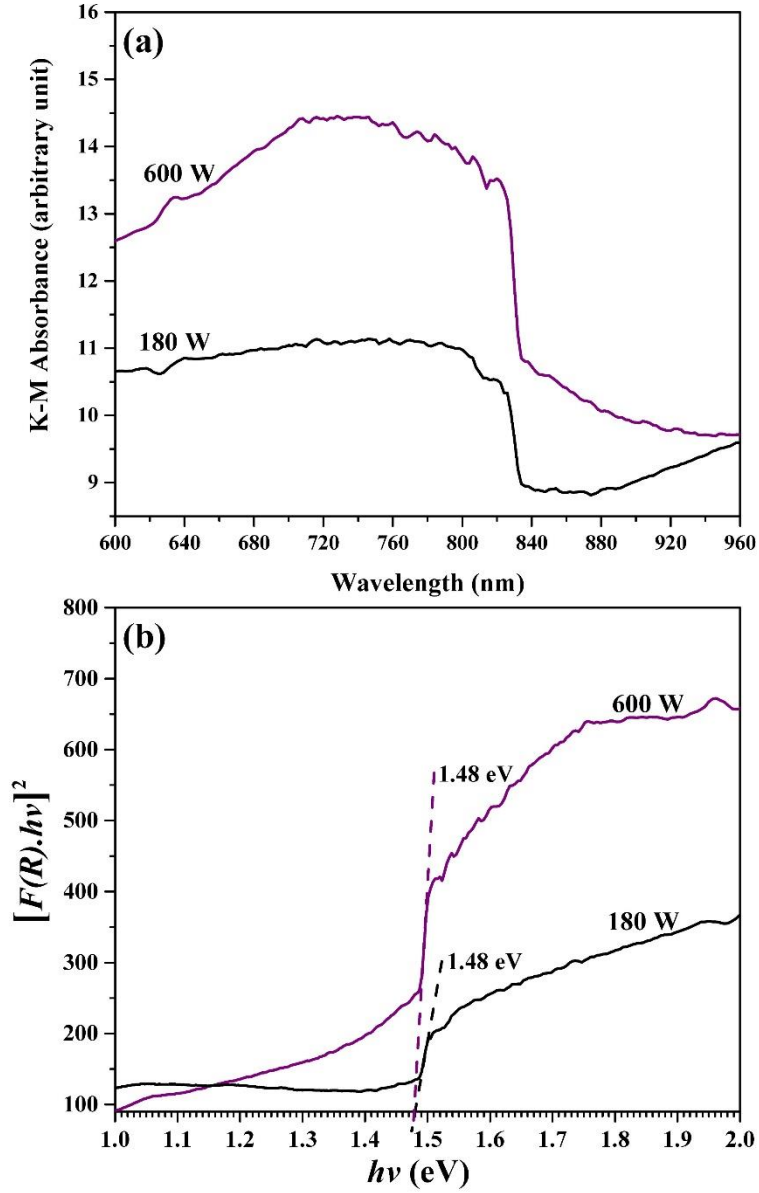 (a)
K-M Absorbance (arbitrary unit)
16
15
14
13
12
11
10
9
600 W
180 W
600 640 680 720 760 800 840 880 920 960
Wavelength (nm)
(b)
[F(R).hν]²
800
700
600
500
400
300
200
100
600 W
1.48 eV
180 W
1.48 eV
1.0 1.1 1.2 1.3 1.4 1.5 1.6 1.7 1.8 1.9 2.0
hν (eV)